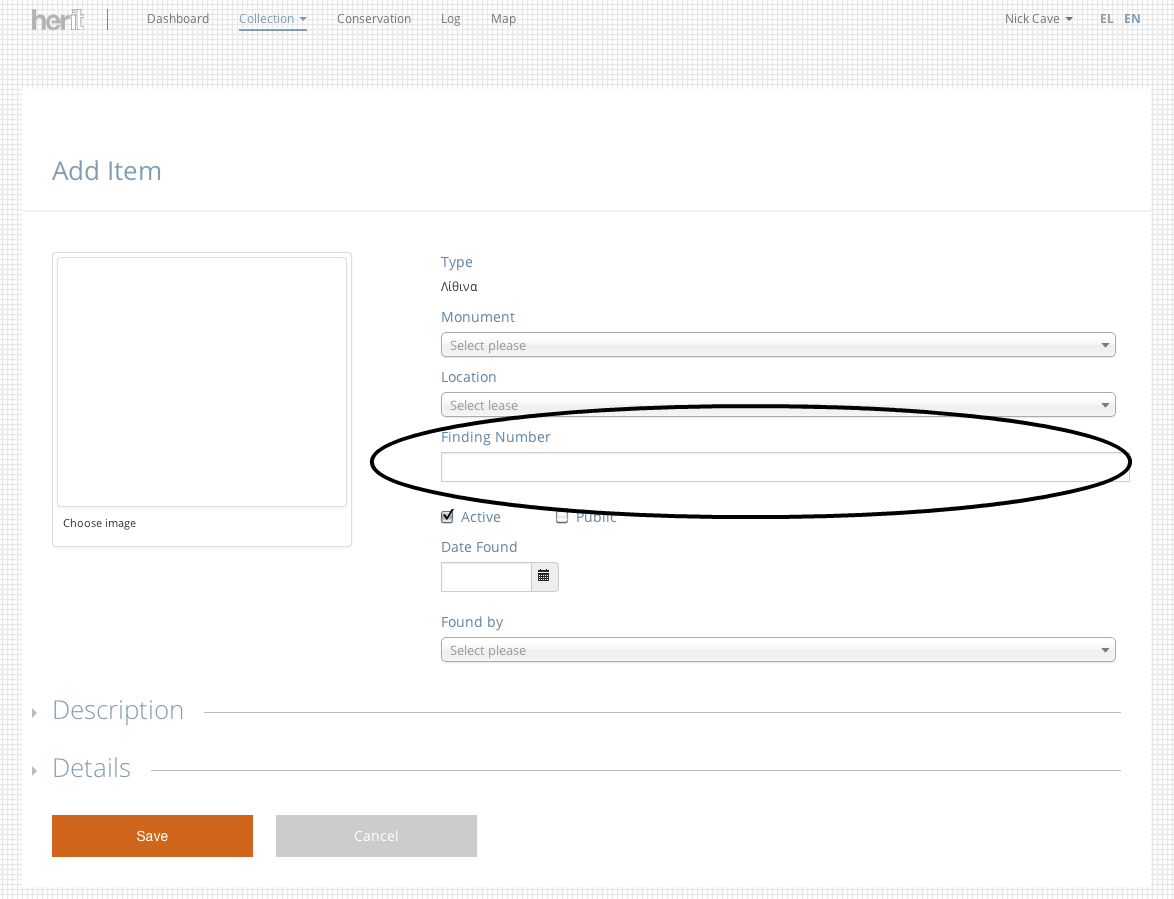 herit
Dashboard Collection Conservation Log Map Nick Cave EL EN
Add Item
Type
Λίθινα
Monument
Select please
Location
Select lease
Finding Number
Active Public
Choose image
Date Found
Found by
Select please
Description
Details
Save Cancel